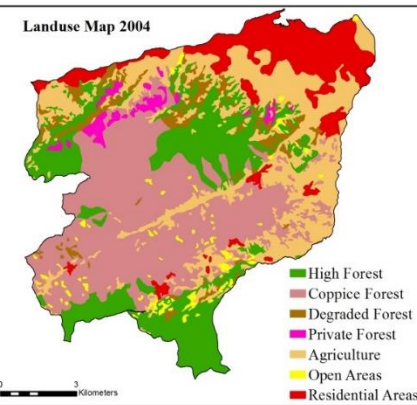 Landuse Map 2004
High Forest
Coppice Forest
Degraded Forest
Private Forest
Agriculture
Open Areas
Residential Areas
0 3
Kilometers